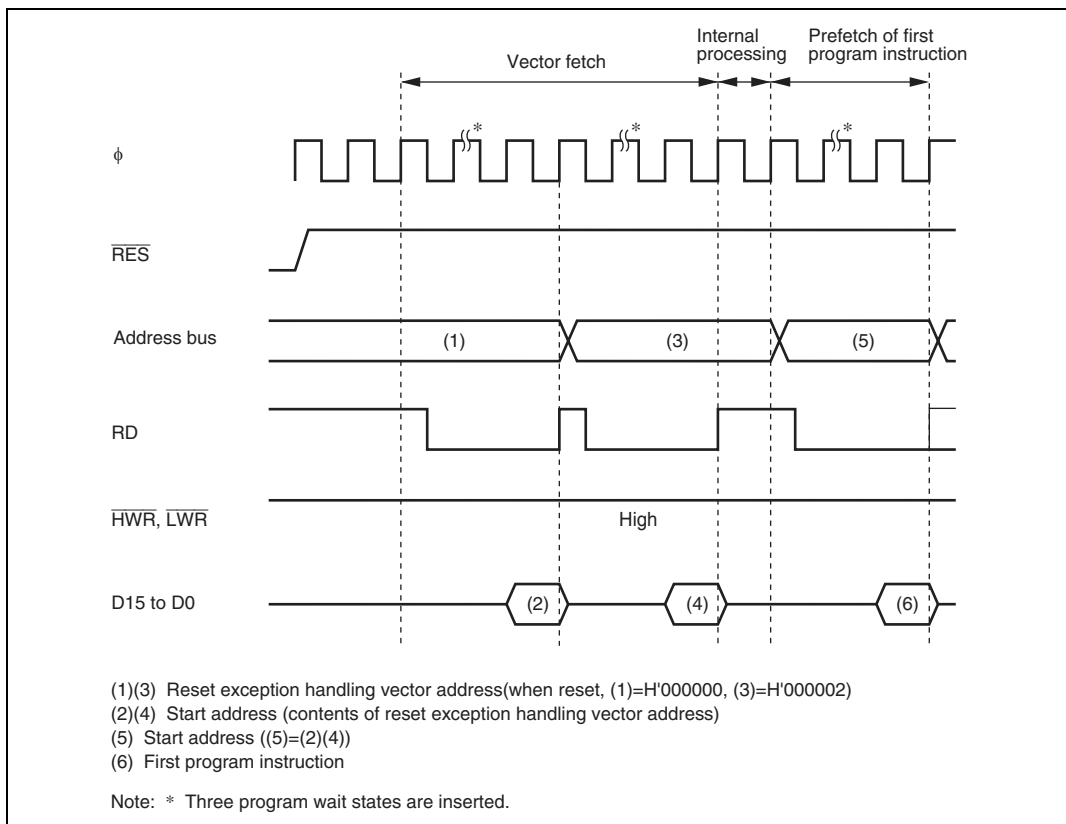 Internal
processing
Prefetch of first
program instruction
Vector fetch
*
*
*
ϕ
RES
Address bus
(1)
(3)
(5)
RD
HWR, LWR
High
D15 to D0
(2)
(4)
(6)
(1)(3) Reset exception handling vector address(when reset, (1)=H'000000, (3)=H'000002)
(2)(4) Start address (contents of reset exception handling vector address)
(5) Start address ((5)=(2)(4))
(6) First program instruction
Note: * Three program wait states are inserted.